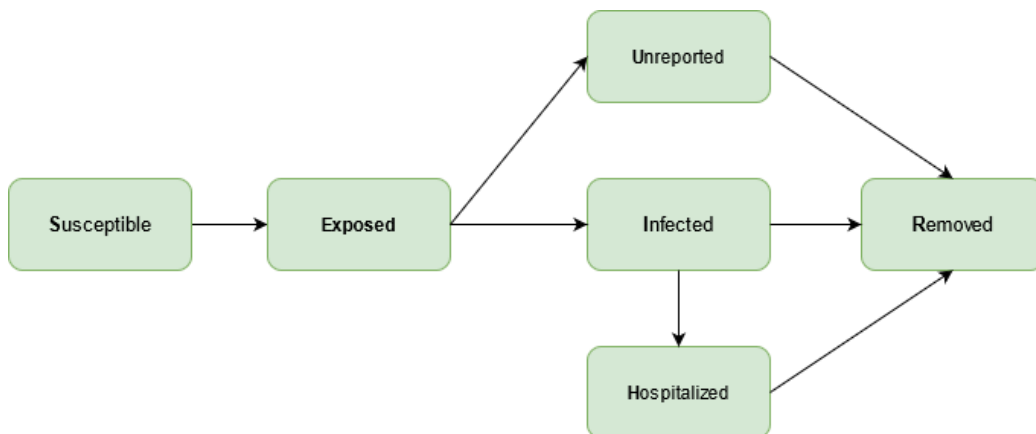 Unreported
Susceptible
Exposed
Infected
Removed
Hospitalized